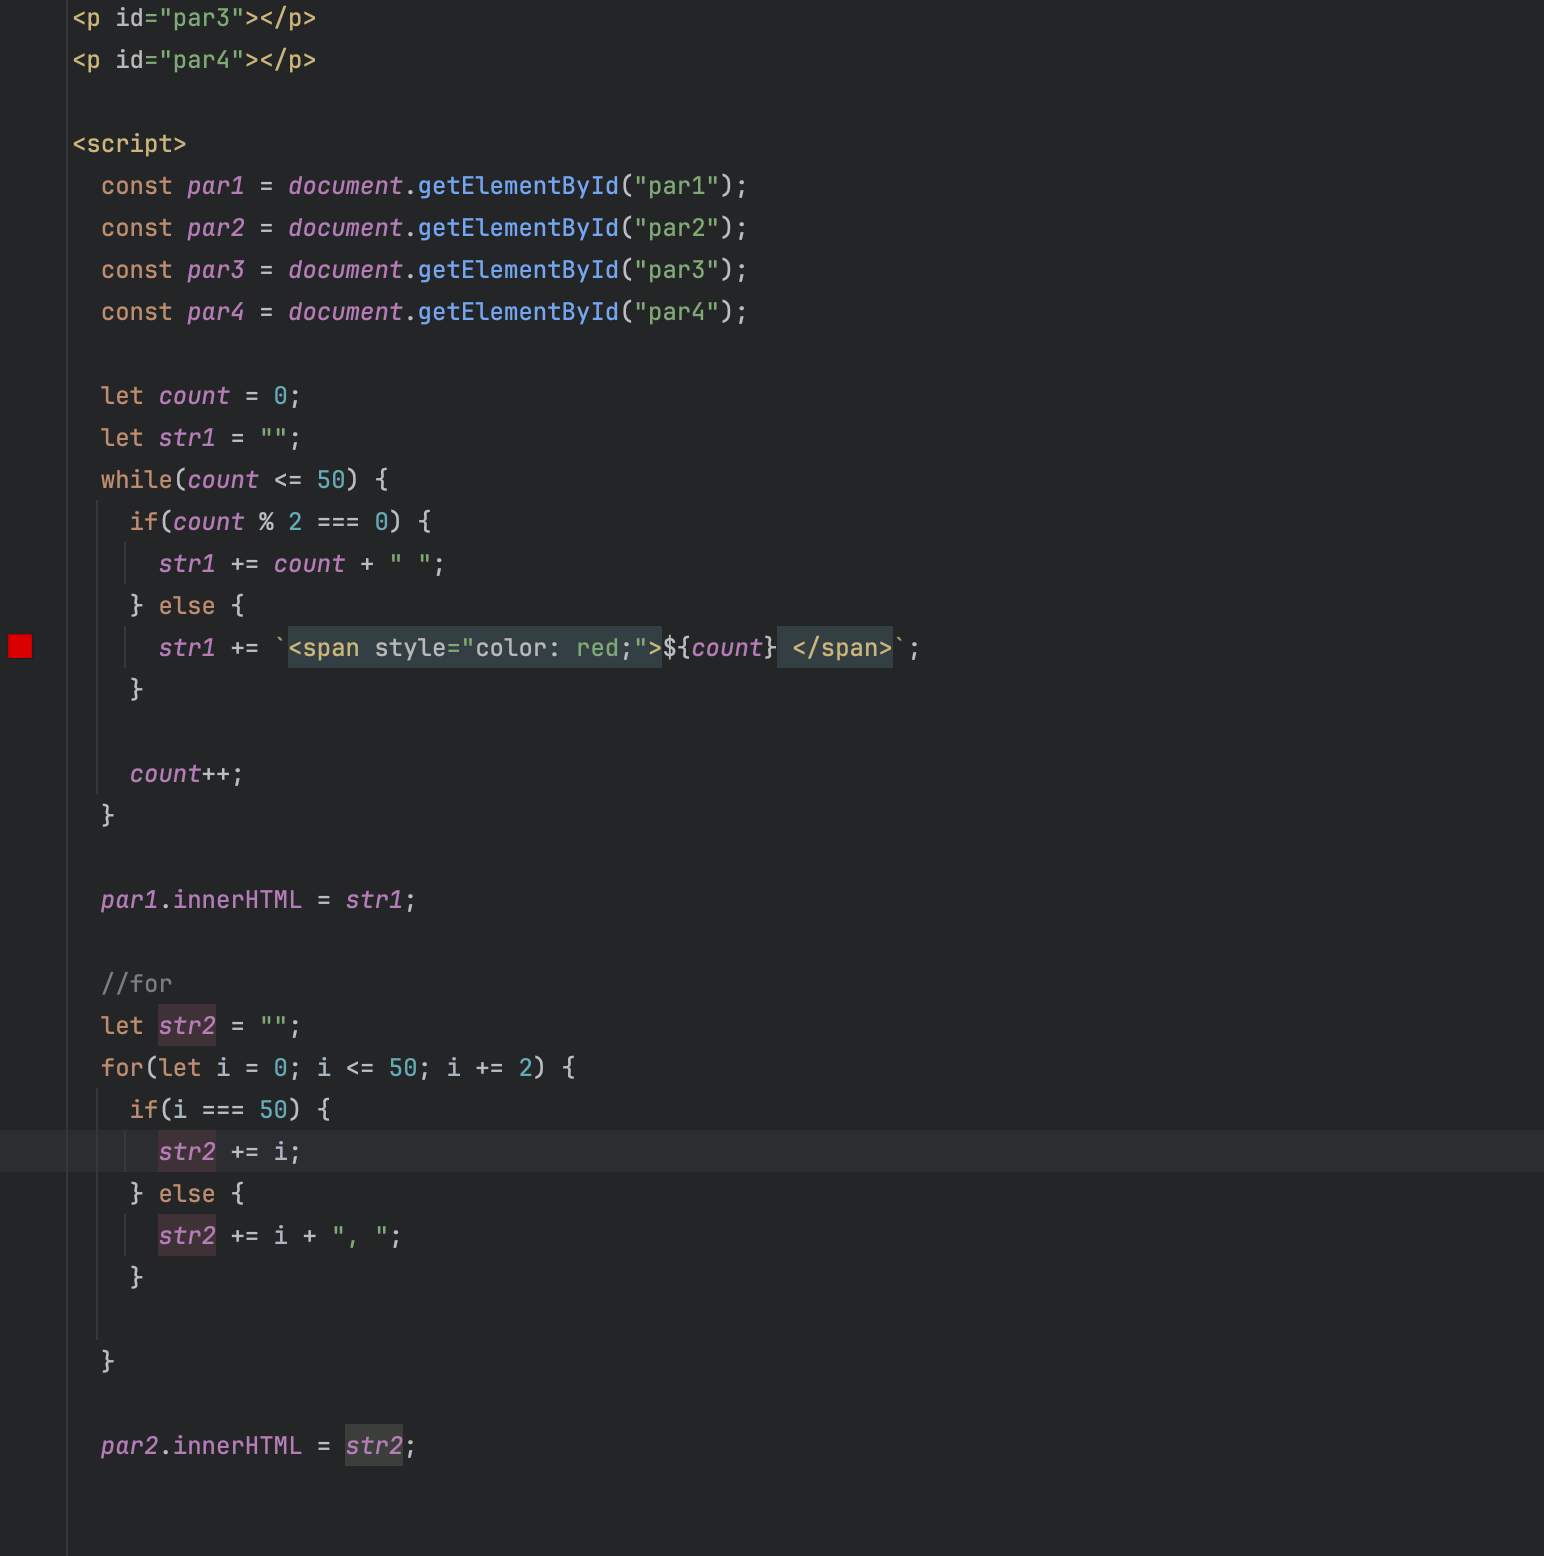 <p id="par3"></p>
<p id="par4"></p>
<script>
const par1 = document.getElementById("par1");
const par2 = document.getElementById("par2");
const par3 = document.getElementById("par3");
const par4 = document.getElementById("par4");
let count = 0;
let str1 = "";
while(count <= 50) {
if(count % 2 === 0) {
str1 += count + " ";
} else {
str1 += `<span style="color: red;">${count} </span>`;
}
count++;
}
par1.innerHTML = str1;
//for
let str2 = "";
for(let i = 0; i <= 50; i += 2) {
if(i === 50) {
str2 += i;
} else {
str2 += i + ", ";
}
}
par2.innerHTML = str2;